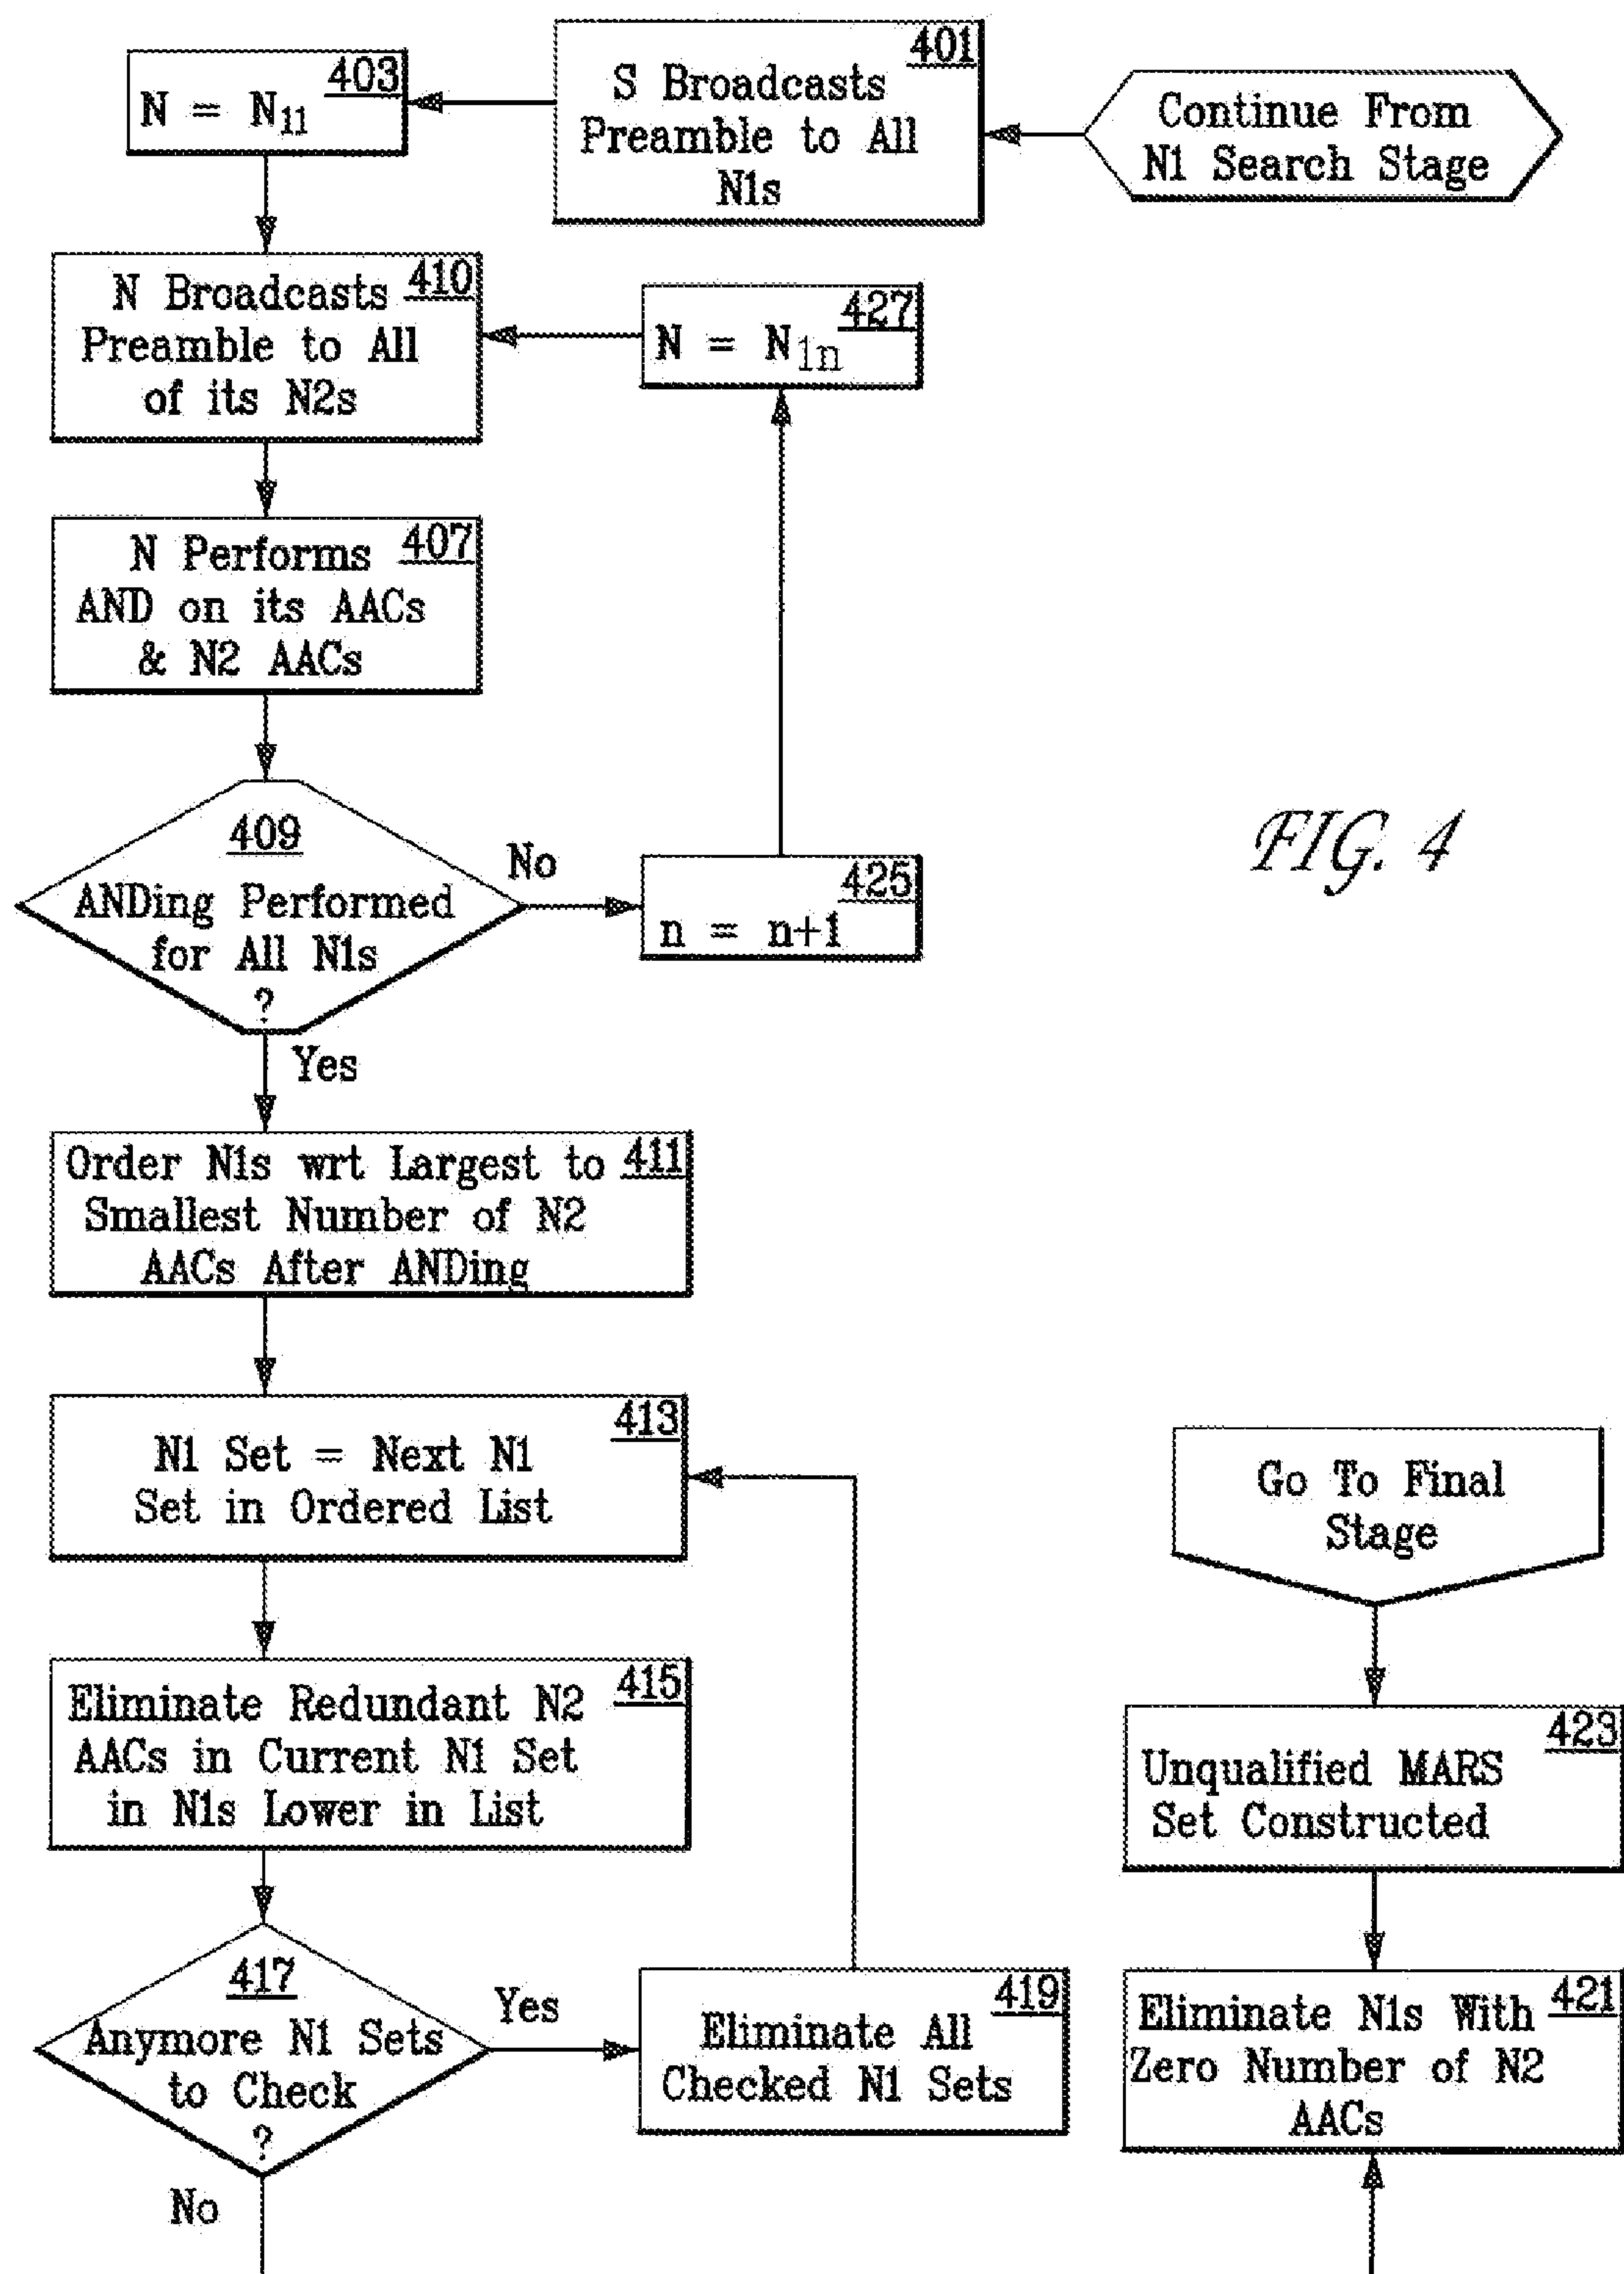 Continue From
N1 Search Stage
401
S Broadcasts
Preamble to All
N1s
403
N = N11
410
N Broadcasts
Preamble to All
of its N2s
427
N = N1n
407
N Performs
AND on its AACs
& N2 AACs
409
ANDing Performed
for All N1s
?
No
425
n = n+1
FIG. 4
Yes
Order N1s wrt Largest to 411
Smallest Number of N2
AACs After ANDing
413
N1 Set = Next N1
Set in Ordered List
415
Eliminate Redundant N2
AACs in Current N1 Set
in N1s Lower in List
417
Anymore N1 Sets
to Check
?
Yes
419
Eliminate All
Checked N1 Sets
No
Go To Final
Stage
423
Unqualified MARS
Set Constructed
Eliminate N1s With 421
Zero Number of N2
AACs